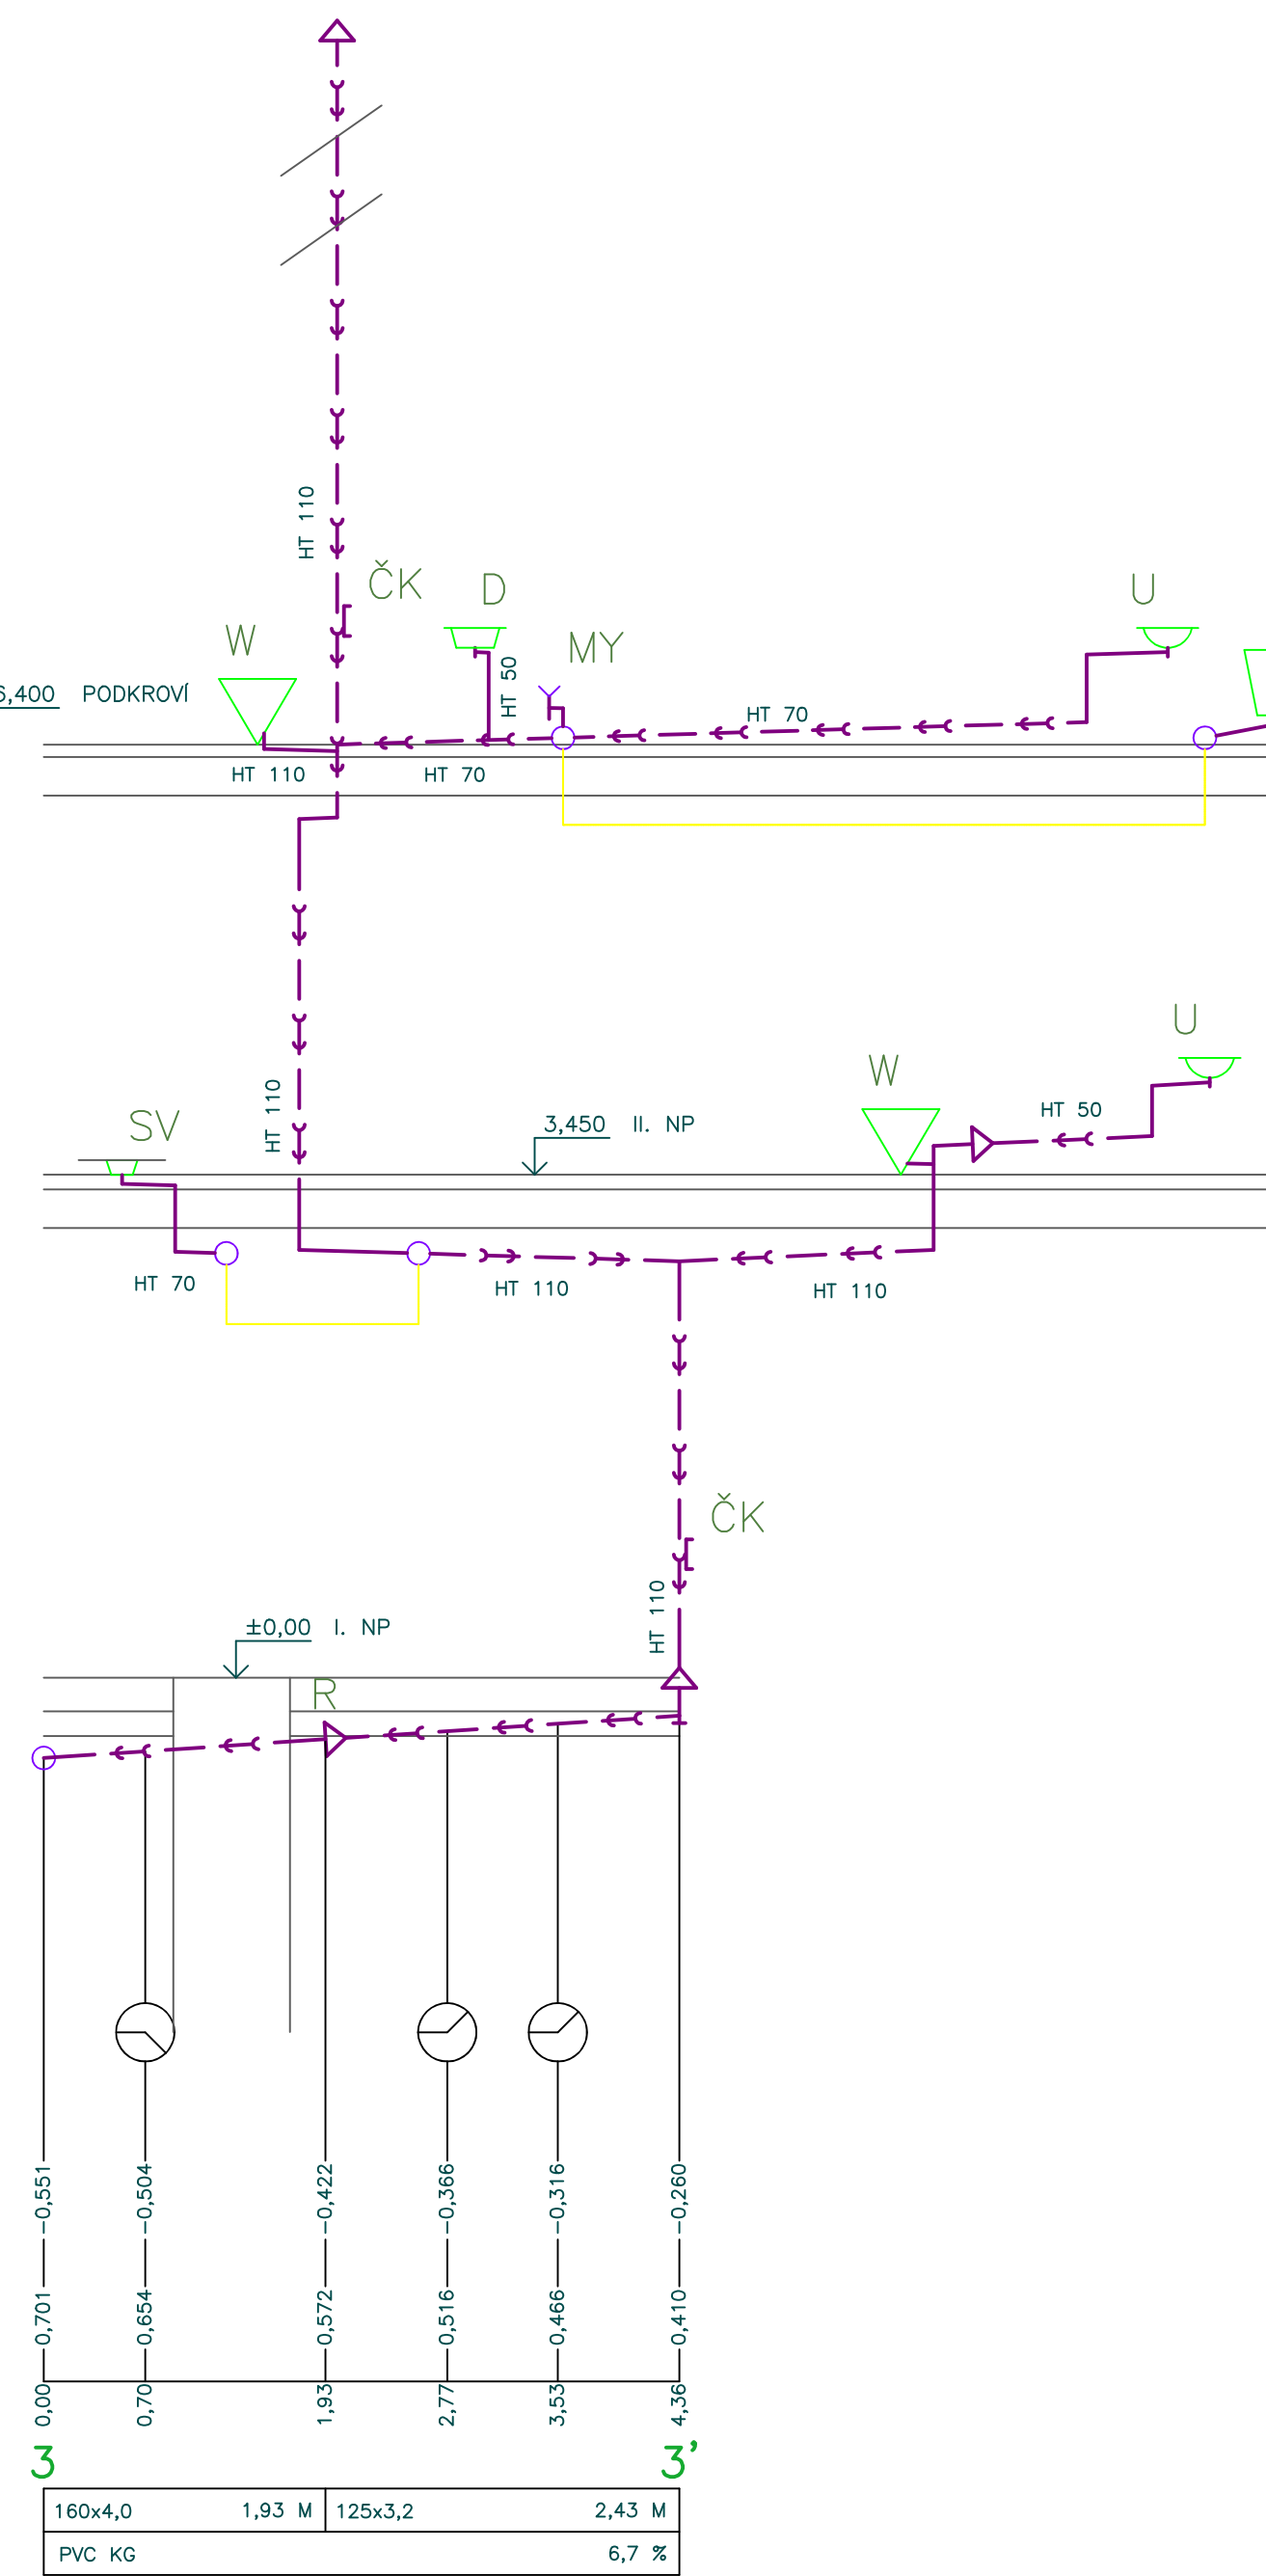 HT 110
ČK
D
U
W
MY
HT 50
6,400 PODKROVÍ
HT 70
HT 110
HT 70
U
W
HT 110
HT 50
SV
3,450 II. NP
HT 70
HT 110
HT 110
ČK
HT 110
±0,00 I. NP
R
-0,551
-0,504
-0,422
-0,366
-0,316
-0,260
0,701
0,654
0,572
0,516
0,466
0,410
0,00
0,70
1,93
2,77
3,53
4,36
3
3'
160x4,0 1,93 M 125x3,2 2,43 M
PVC KG 6,7 %